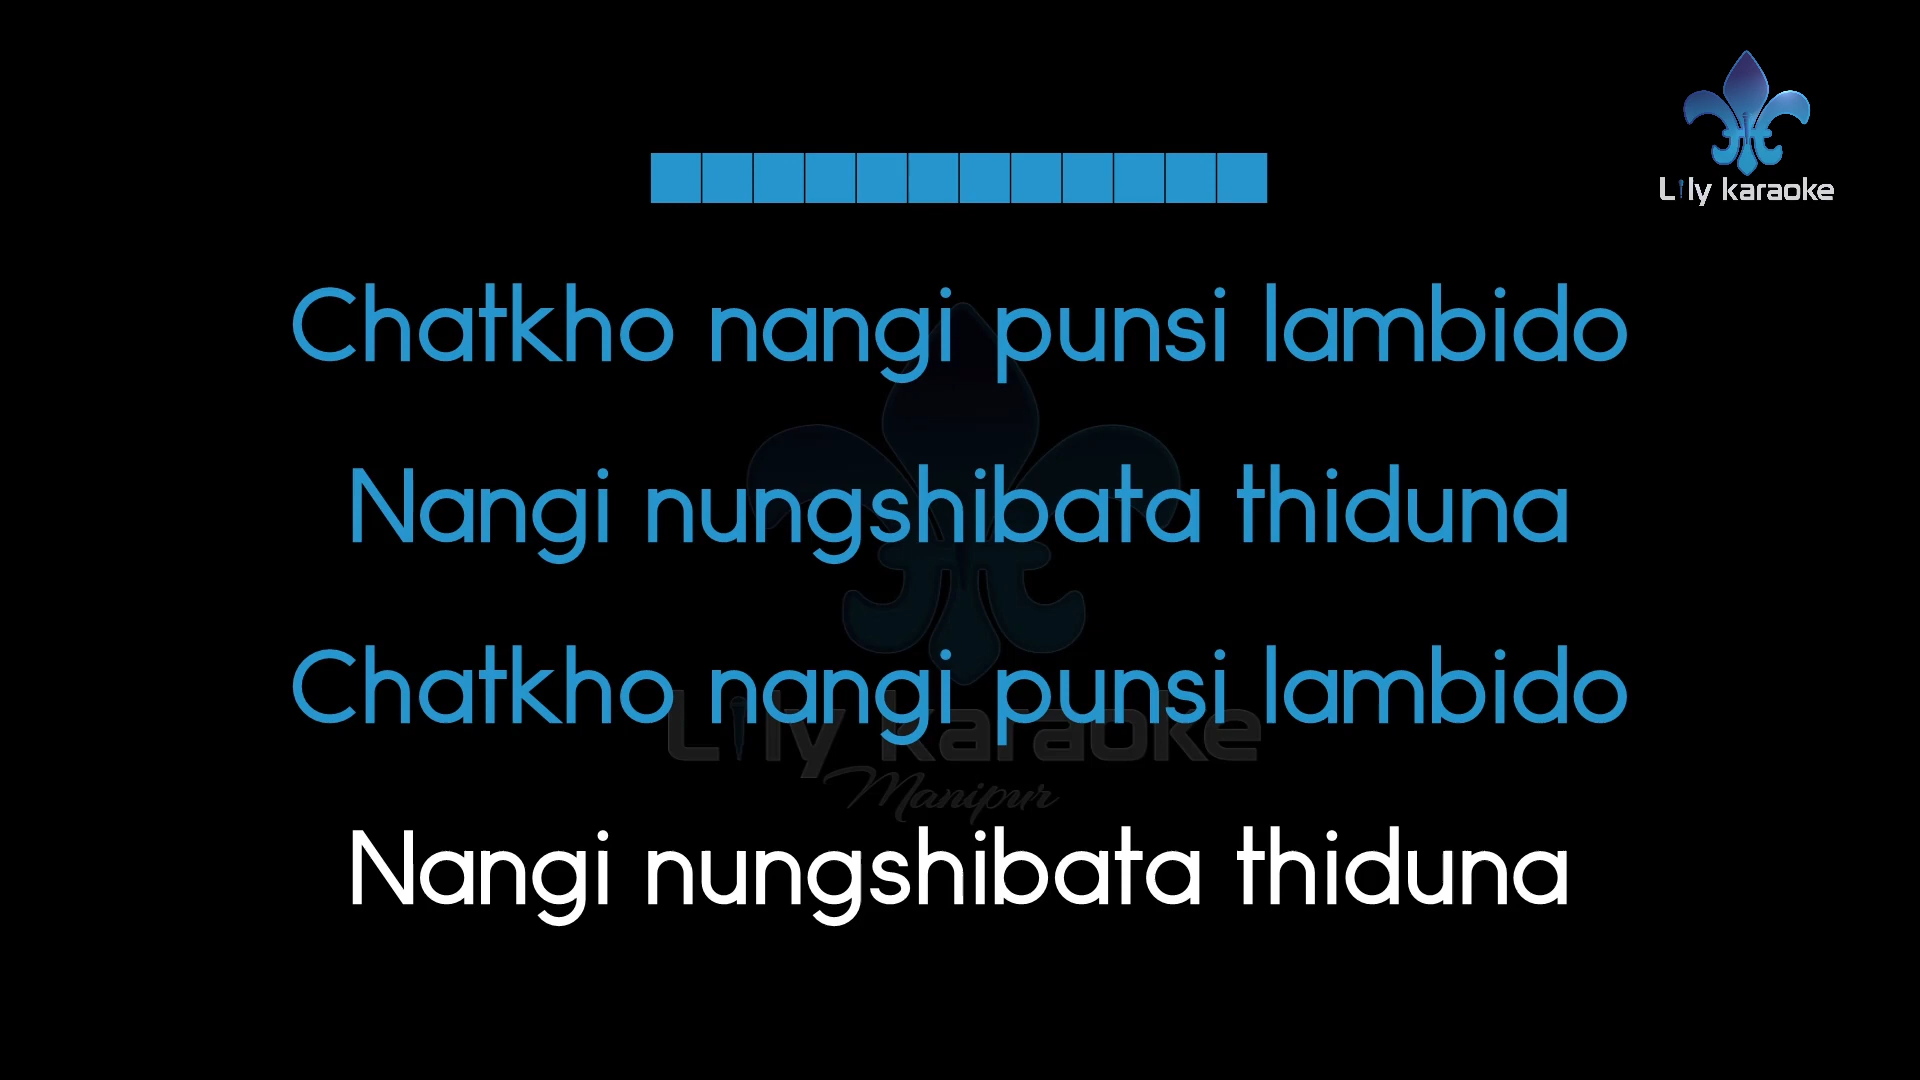 Lily karaoke
Chatkho nangi punsi lambido
Nangi nungshibata thiduna
Chatkho nangi punsi lambido
Lily karaoke
Manipur
Nangi nungshibata thiduna